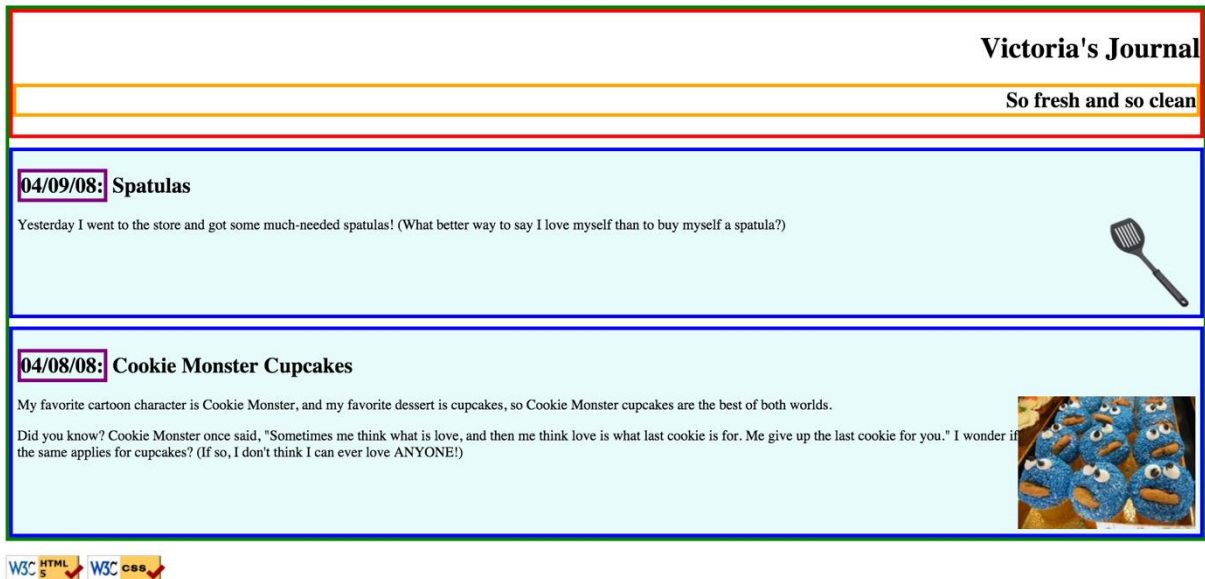 Victoria's Journal
So fresh and so clean
04/09/08: Spatulas
Yesterday I went to the store and got some much-needed spatulas! (What better way to say I love myself than to buy myself a spatula?)
04/08/08: Cookie Monster Cupcakes
My favorite cartoon character is Cookie Monster, and my favorite dessert is cupcakes, so Cookie Monster cupcakes are the best of both worlds.
Did you know? Cookie Monster once said, "Sometimes me think what is love, and then me think love is what last cookie is for. Me give up the last cookie for you." I wonder if
the same applies for cupcakes? (If so, I don't think I can ever love ANYONE!)
W3C HTML 5 W3C css